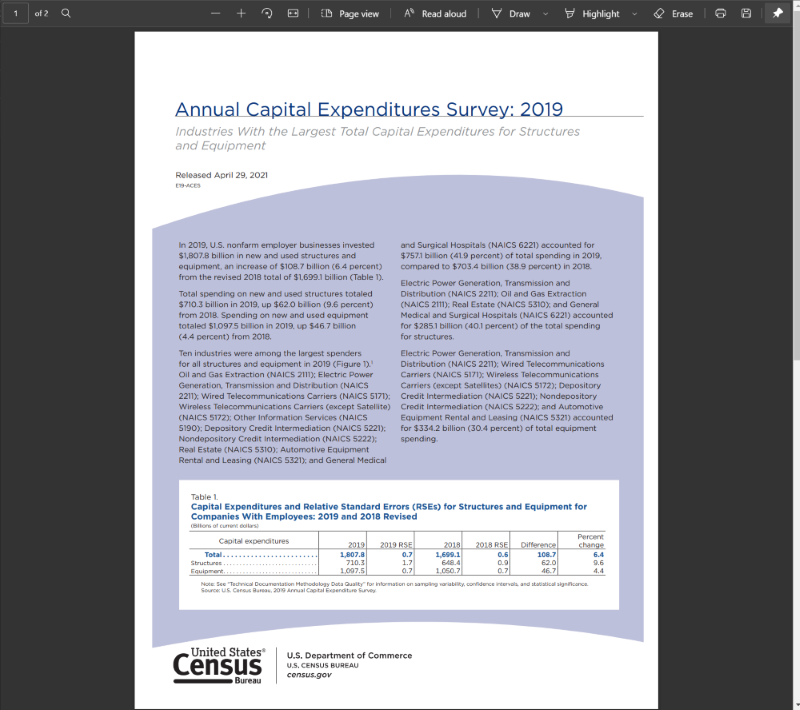 1 of 2 Page view Read aloud Draw Highlight Erase
Annual Capital Expenditures Survey: 2019
Industries With the Largest Total Capital Expenditures for Structures
and Equipment
Released April 29, 2021
E19-ACES
In 2019, U.S. nonfarm employer businesses invested
$1,807.8 billion in new and used structures and
equipment, an increase of $108.7 billion (6.4 percent)
from the revised 2018 total of $1,699.1 billion (Table 1).
Total spending on new and used structures totaled
$710.3 billion in 2019, up $62.0 billion (9.6 percent)
from 2018. Spending on new and used equipment
totaled $1,097.5 billion in 2019, up $46.7 billion
(4.4 percent) from 2018.
Ten industries were among the largest spenders
for all structures and equipment in 2019 (Figure 1).¹
Oil and Gas Extraction (NAICS 2111); Electric Power
Generation, Transmission and Distribution (NAICS
2211); Wired Telecommunications Carriers (NAICS 5171);
Wireless Telecommunications Carriers (except Satellite)
(NAICS 5172); Other Information Services (NAICS
5190); Depository Credit Intermediation (NAICS 5221);
Nondepository Credit Intermediation (NAICS 5222);
Real Estate (NAICS 5310); Automotive Equipment
Rental and Leasing (NAICS 5321); and General Medical
and Surgical Hospitals (NAICS 6221) accounted for
$757.1 billion (41.9 percent) of total spending in 2019,
compared to $703.4 billion (38.9 percent) in 2018.
Electric Power Generation, Transmission and
Distribution (NAICS 2211); Oil and Gas Extraction
(NAICS 2111); Real Estate (NAICS 5310); and General
Medical and Surgical Hospitals (NAICS 6221) accounted
for $285.1 billion (40.1 percent) of the total spending
for structures.
Electric Power Generation, Transmission and
Distribution (NAICS 2211); Wired Telecommunications
Carriers (NAICS 5171); Wireless Telecommunications
Carriers (except Satellites) (NAICS 5172); Depository
Credit Intermediation (NAICS 5221); Nondepository
Credit Intermediation (NAICS 5222); and Automotive
Equipment Rental and Leasing (NAICS 5321) accounted
for $334.2 billion (30.4 percent) of total equipment
spending.
Table 1.
Capital Expenditures and Relative Standard Errors (RSEs) for Structures and Equipment for
Companies With Employees: 2019 and 2018 Revised
(Billions of current dollars)
Capital expenditures 2019 2019 RSE 2018 2018 RSE Difference Percent change
Total 1,807.8 0.7 1,699.1 0.6 108.7 6.4
Structures 710.3 1.7 648.4 0.9 62.0 9.6
Equipment 1,097.5 0.7 1,050.7 0.7 46.7 4.4
Note: See "Technical Documentation Methodology Data Quality" for information on sampling variability, confidence intervals, and statistical significance.
Source: U.S. Census Bureau, 2019 Annual Capital Expenditure Survey.
United States®
Census
Bureau
U.S. Department of Commerce
U.S. CENSUS BUREAU
census.gov